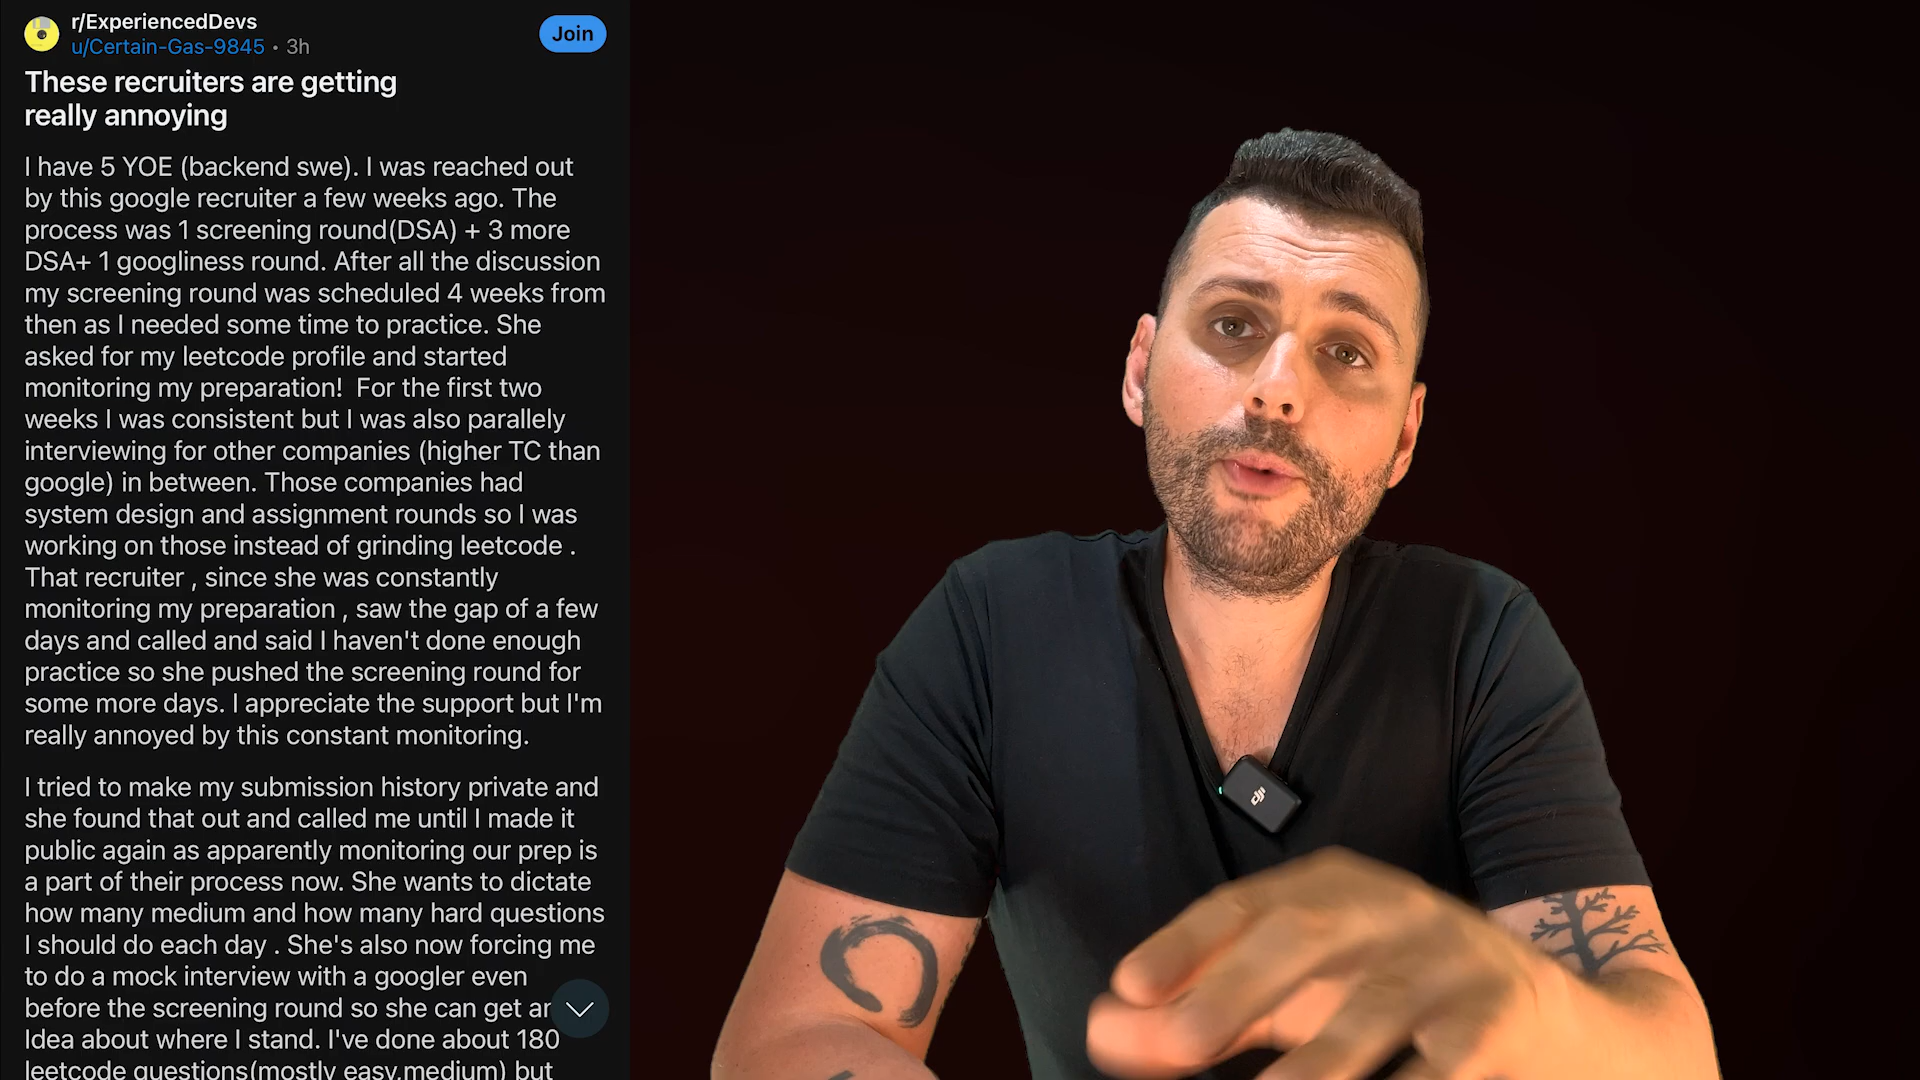 r/ExperiencedDevs
u/Certain-Gas-9845 • 3h
Join
These recruiters are getting
really annoying
I have 5 YOE (backend swe). I was reached out
by this google recruiter a few weeks ago. The
process was 1 screening round(DSA) + 3 more
DSA+ 1 googliness round. After all the discussion
my screening round was scheduled 4 weeks from
then as I needed some time to practice. She
asked for my leetcode profile and started
monitoring my preparation!  For the first two
weeks I was consistent but I was also parallely
interviewing for other companies (higher TC than
google) in between. Those companies had
system design and assignment rounds so I was
working on those instead of grinding leetcode .
That recruiter , since she was constantly
monitoring my preparation , saw the gap of a few
days and called and said I haven't done enough
practice so she pushed the screening round for
some more days. I appreciate the support but I'm
really annoyed by this constant monitoring.
I tried to make my submission history private and
she found that out and called me until I made it
public again as apparently monitoring our prep is
a part of their process now. She wants to dictate
how many medium and how many hard questions
I should do each day . She's also now forcing me
to do a mock interview with a googler even
before the screening round so she can get an
Idea about where I stand. I've done about 180
leetcode questions(mostly easy,medium) but